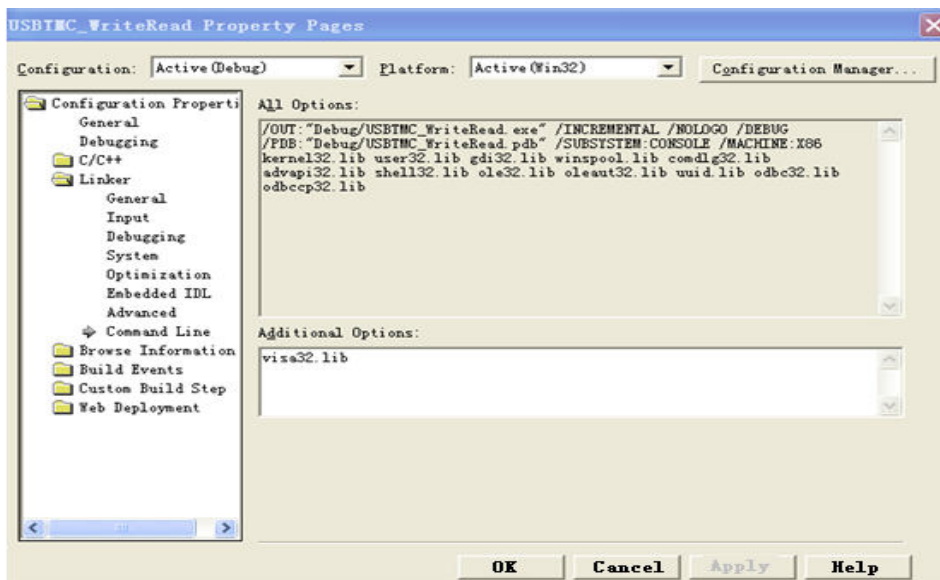 USBTMC_WriteRead Property Pages
Configuration: Active(Debug) Platform: Active(Win32) Configuration Manager...
Configuration Properti
General
Debugging
C/C++
Linker
General
Input
Debugging
System
Optimization
Embedded IDL
Advanced
Command Line
Browse Information
Build Events
Custom Build Step
Web Deployment
All Options:
/OUT:"Debug/USBTMC_WriteRead.exe" /INCREMENTAL /NOLOGO /DEBUG
/PDB:"Debug/USBTMC_WriteRead.pdb" /SUBSYSTEM:CONSOLE /MACHINE:X86
kernel32.lib user32.lib gdi32.lib winspool.lib comdlg32.lib
advapi32.lib shell32.lib ole32.lib oleaut32.lib uuid.lib odbc32.lib
odbccp32.lib
Additional Options:
visa32.lib
OK Cancel Apply Help